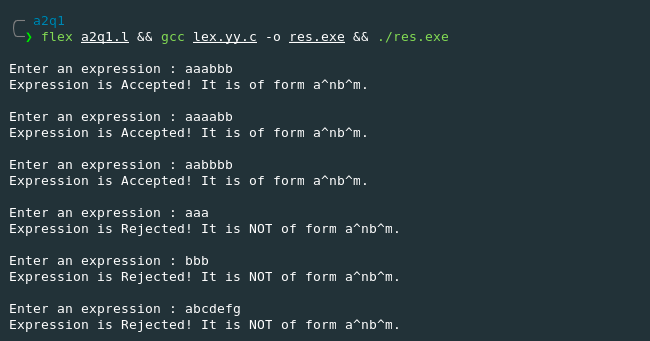 a2q1
❯ flex a2q1.l && gcc lex.yy.c -o res.exe && ./res.exe
Enter an expression : aaabbb
Expression is Accepted! It is of form a^nb^m.
Enter an expression : aaaabb
Expression is Accepted! It is of form a^nb^m.
Enter an expression : aabbbb
Expression is Accepted! It is of form a^nb^m.
Enter an expression : aaa
Expression is Rejected! It is NOT of form a^nb^m.
Enter an expression : bbb
Expression is Rejected! It is NOT of form a^nb^m.
Enter an expression : abcdefg
Expression is Rejected! It is NOT of form a^nb^m.